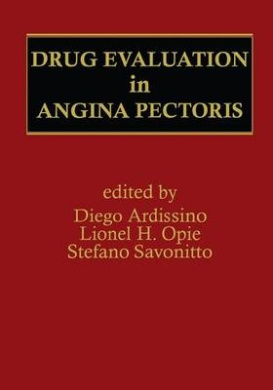 DRUG EVALUATION
in
ANGINA PECTORIS
edited by
Diego Ardissino
Lionel H. Opie
Stefano Savonitto